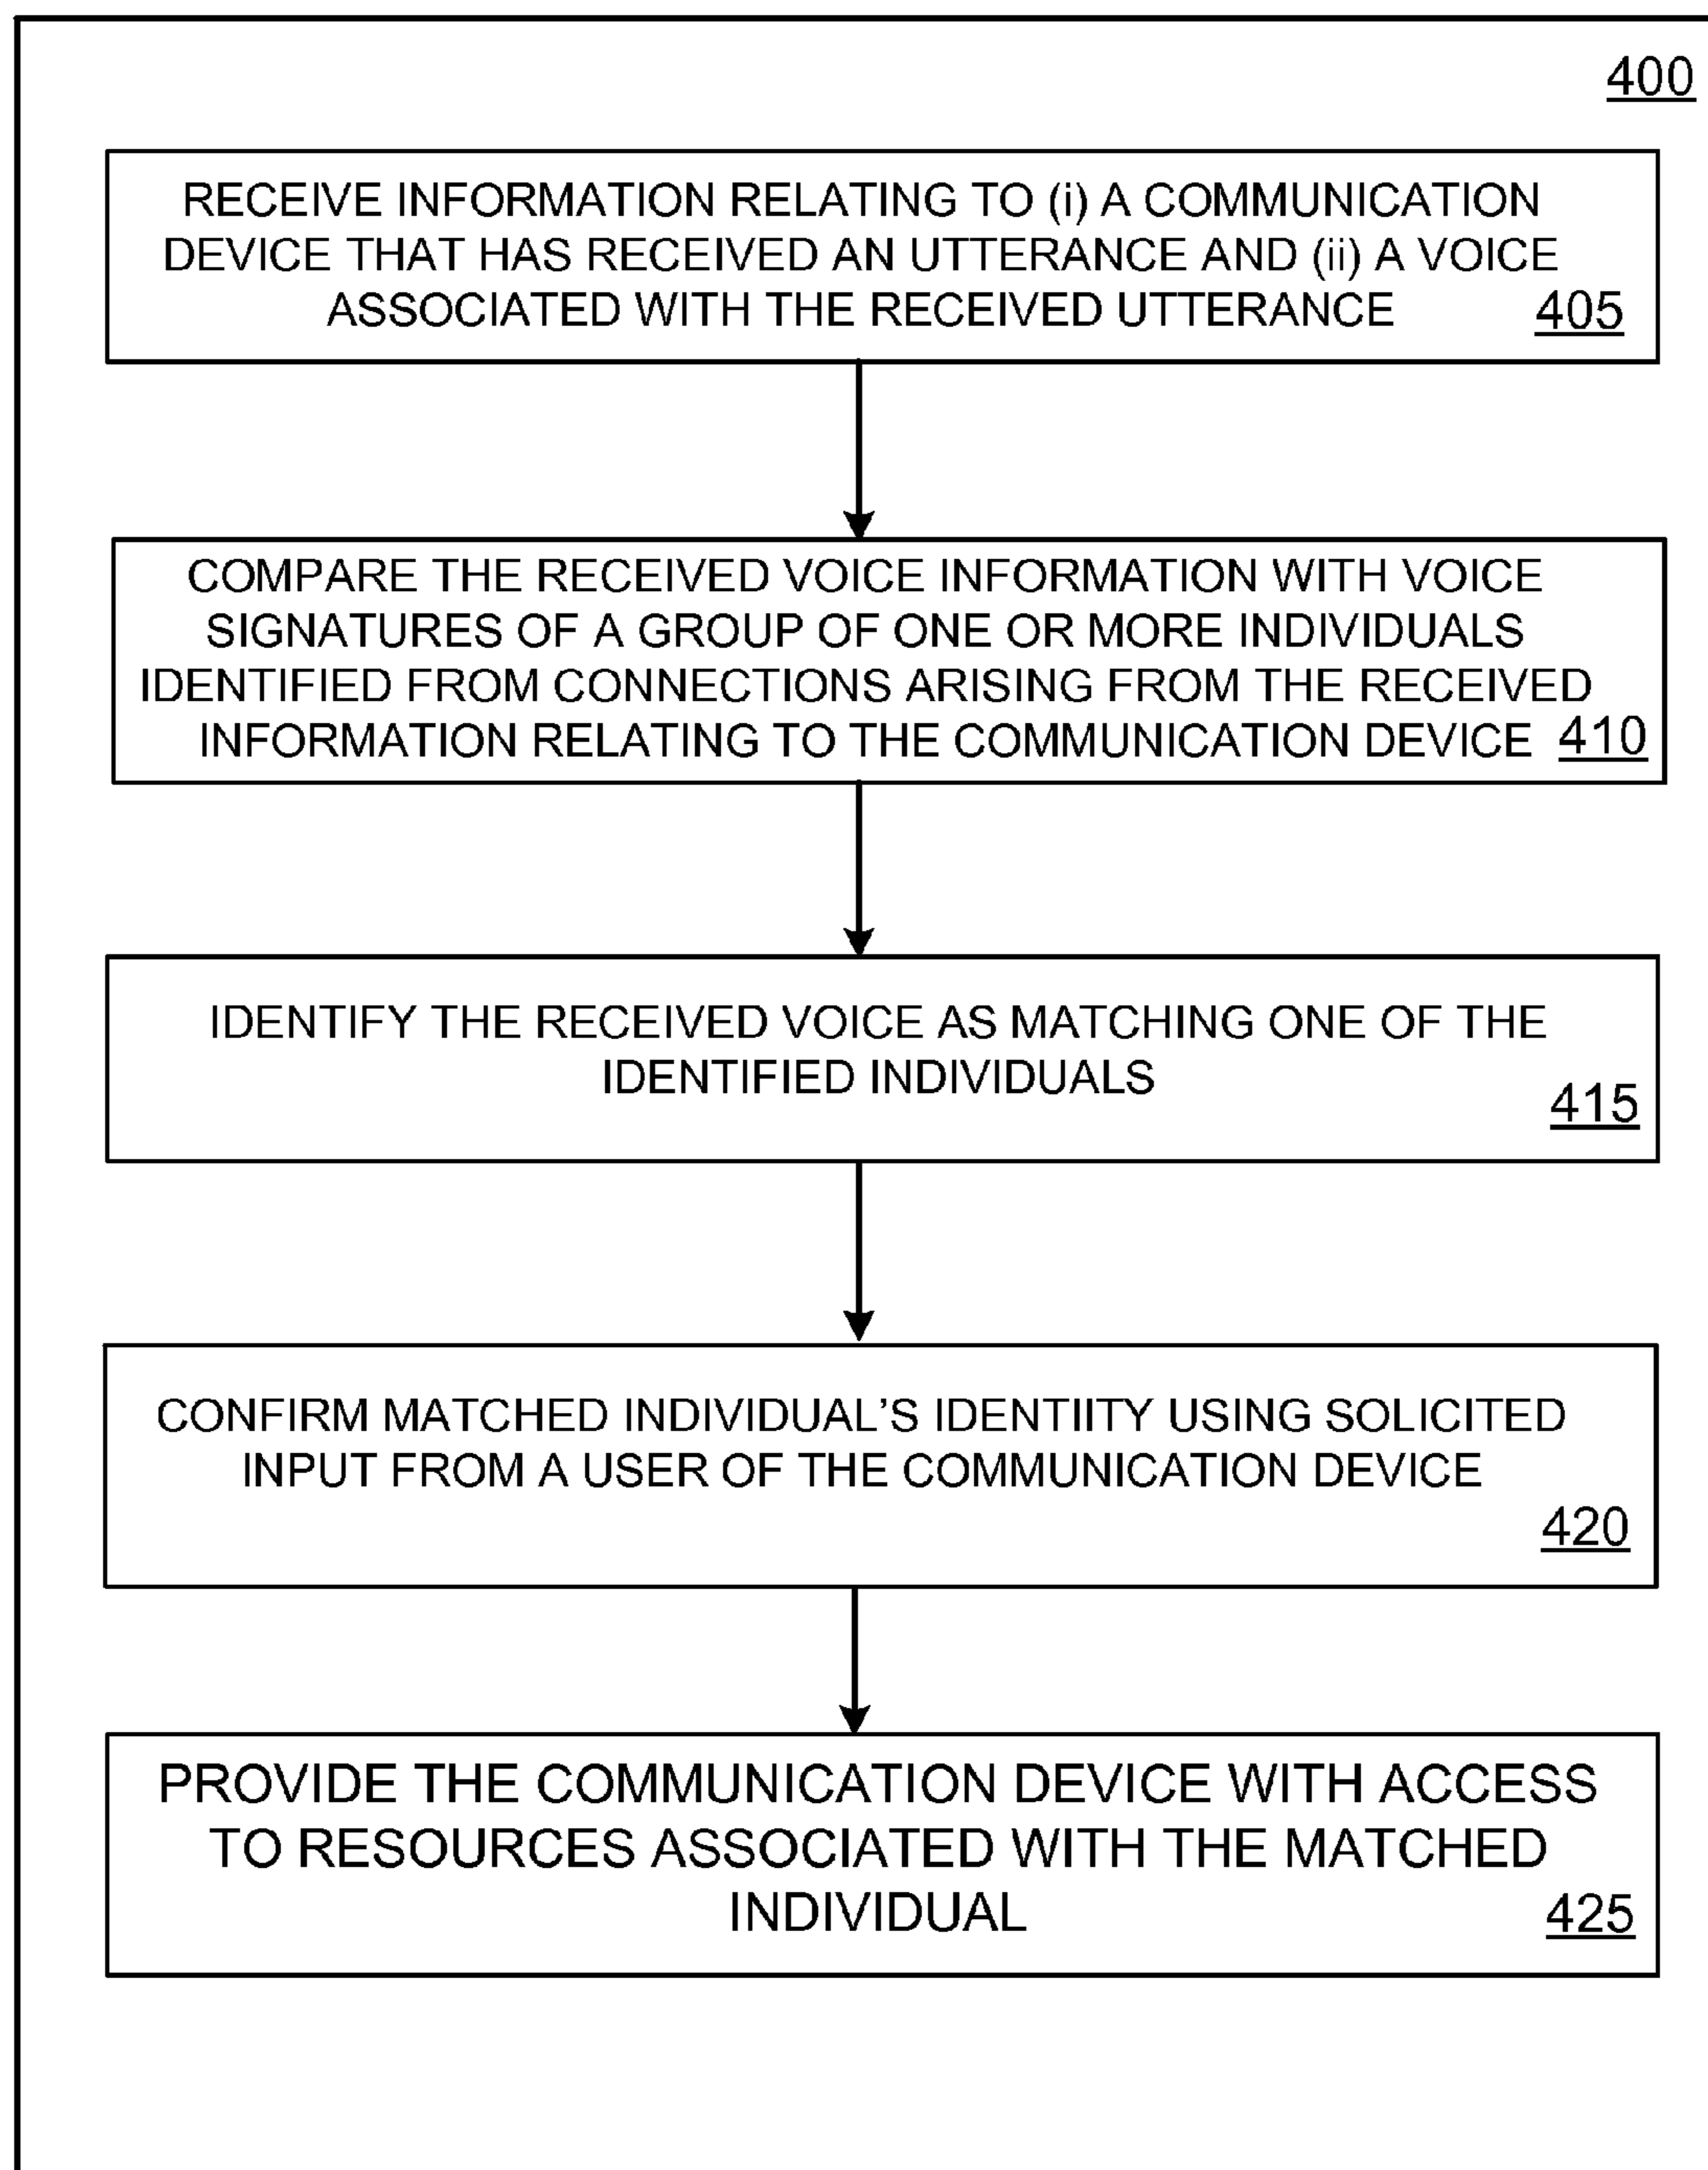 400
RECEIVE INFORMATION RELATING TO (i) A COMMUNICATION
DEVICE THAT HAS RECEIVED AN UTTERANCE AND (ii) A VOICE
ASSOCIATED WITH THE RECEIVED UTTERANCE 405
COMPARE THE RECEIVED VOICE INFORMATION WITH VOICE
SIGNATURES OF A GROUP OF ONE OR MORE INDIVIDUALS
IDENTIFIED FROM CONNECTIONS ARISING FROM THE RECEIVED
INFORMATION RELATING TO THE COMMUNICATION DEVICE 410
IDENTIFY THE RECEIVED VOICE AS MATCHING ONE OF THE
IDENTIFIED INDIVIDUALS
415
CONFIRM MATCHED INDIVIDUAL'S IDENTIITY USING SOLICITED
INPUT FROM A USER OF THE COMMUNICATION DEVICE
420
PROVIDE THE COMMUNICATION DEVICE WITH ACCESS
TO RESOURCES ASSOCIATED WITH THE MATCHED
INDIVIDUAL 425